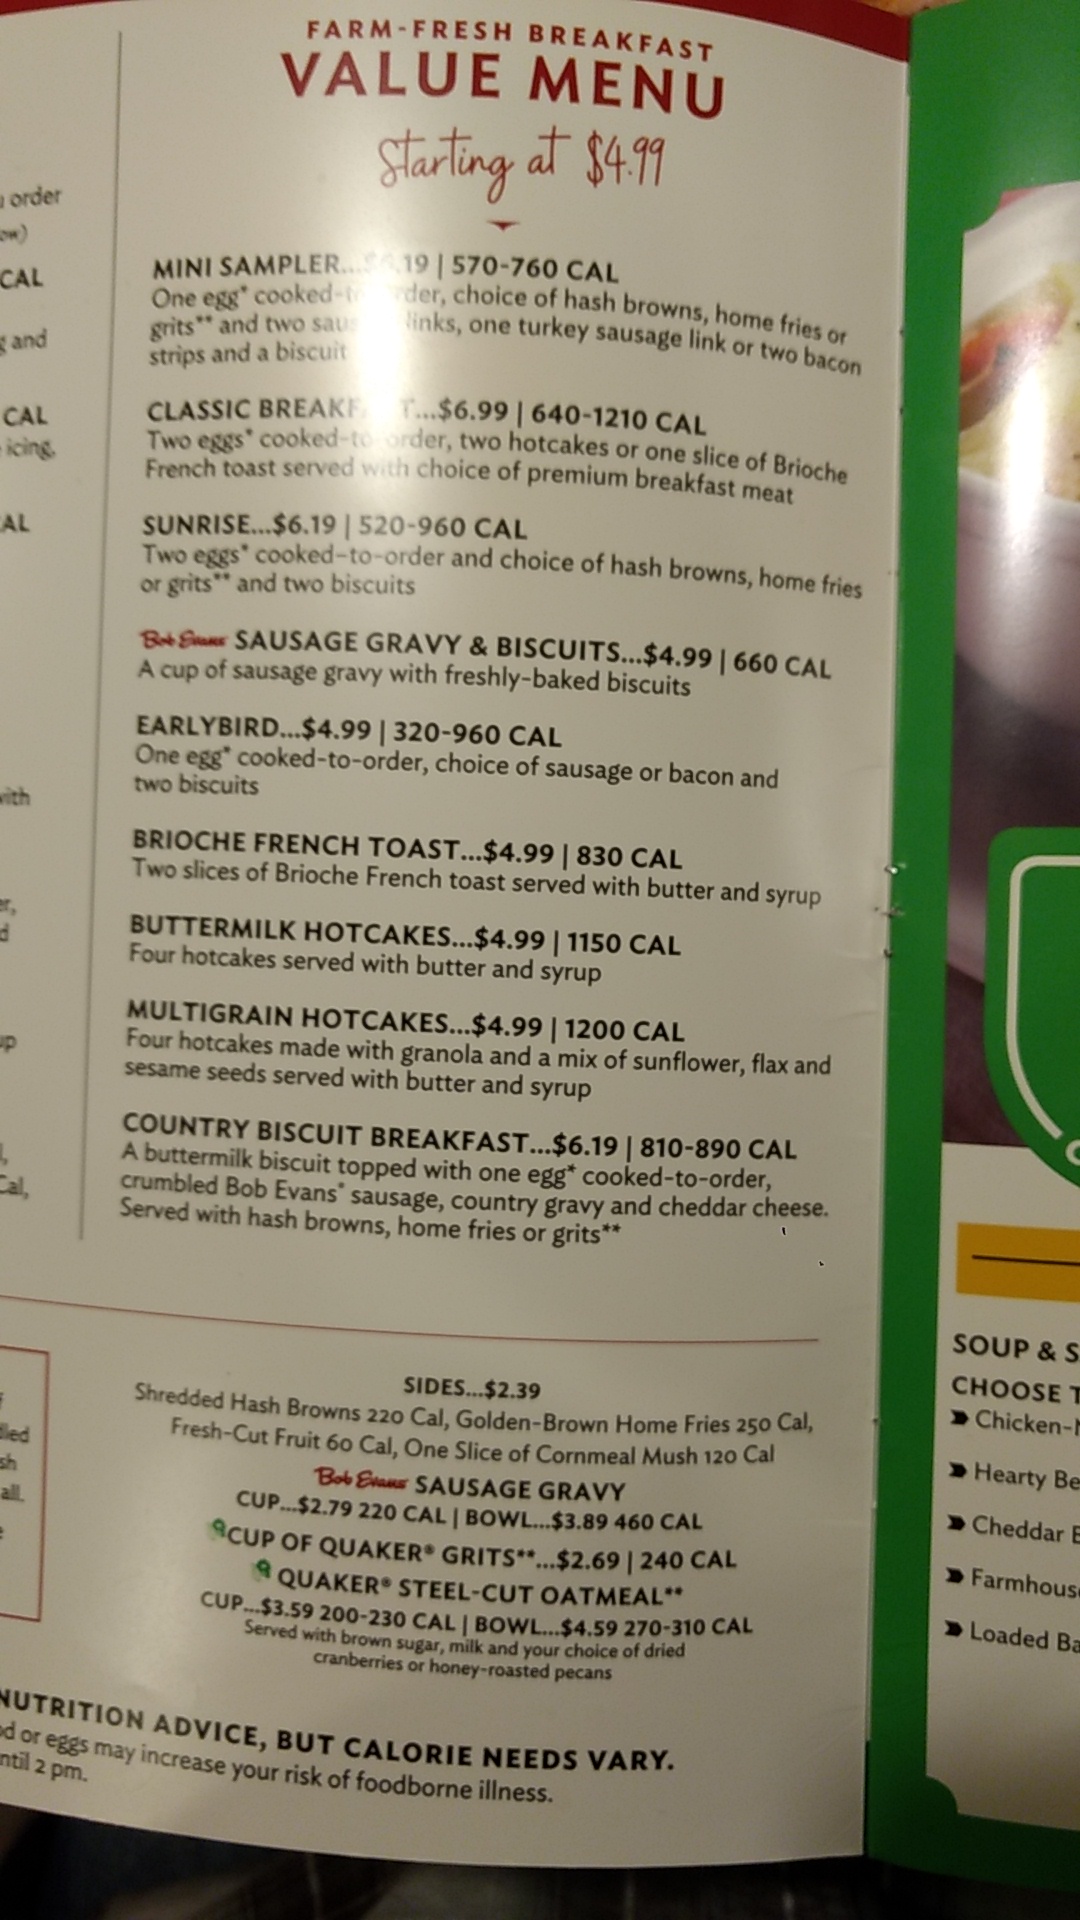 FARM-FRESH BREAKFAST
VALUE MENU
Starting at $4.99
MINI SAMPLER... .19 | 570-760 CAL
One egg* cooked-to-order, choice of hash browns, home fries or
grits** and two sausage links, one turkey sausage link or two bacon
strips and a biscuit
CLASSIC BREAKFAST...$6.99 | 640-1210 CAL
Two eggs* cooked-to-order, two hotcakes or one slice of Brioche
French toast served with choice of premium breakfast meat
SUNRISE...$6.19 | 520-960 CAL
Two eggs* cooked-to-order and choice of hash browns, home fries
or grits** and two biscuits
Bob Evans SAUSAGE GRAVY & BISCUITS...$4.99 | 660 CAL
A cup of sausage gravy with freshly-baked biscuits
EARLYBIRD...$4.99 | 320-960 CAL
One egg* cooked-to-order, choice of sausage or bacon and
two biscuits
BRIOCHE FRENCH TOAST...$4.99 | 830 CAL
Two slices of Brioche French toast served with butter and syrup
BUTTERMILK HOTCAKES...$4.99 | 1150 CAL
Four hotcakes served with butter and syrup
MULTIGRAIN HOTCAKES...$4.99 | 1200 CAL
Four hotcakes made with granola and a mix of sunflower, flax and
sesame seeds served with butter and syrup
COUNTRY BISCUIT BREAKFAST...$6.19 | 810-890 CAL
A buttermilk biscuit topped with one egg* cooked-to-order,
crumbled Bob Evans® sausage, country gravy and cheddar cheese.
Served with hash browns, home fries or grits**
SIDES...$2.39
Shredded Hash Browns 220 Cal, Golden-Brown Home Fries 250 Cal,
Fresh-Cut Fruit 60 Cal, One Slice of Cornmeal Mush 120 Cal
Bob Evans SAUSAGE GRAVY
CUP...$2.79 220 CAL | BOWL...$3.89 460 CAL
CUP OF QUAKER® GRITS**...$2.69 | 240 CAL
QUAKER® STEEL-CUT OATMEAL**
CUP...$3.59 200-230 CAL | BOWL...$4.59 270-310 CAL
Served with brown sugar, milk and your choice of dried
cranberries or honey-roasted pecans
NUTRITION ADVICE, BUT CALORIE NEEDS VARY.
or eggs may increase your risk of foodborne illness.
2 pm.
order
CAL
and
CAL
icing,
SOUP & S
CHOOSE T
Chicken-
Hearty Be
Cheddar
Farmhous
Loaded Ba